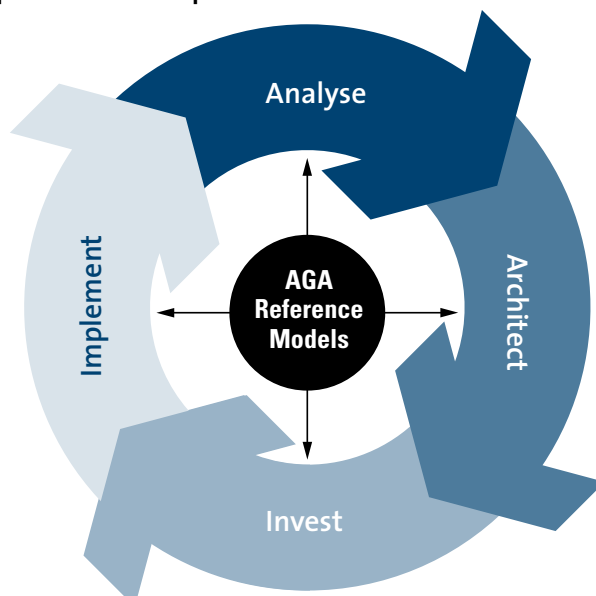 Analyse
Architect
Invest
Implement
AGA
Reference
Models